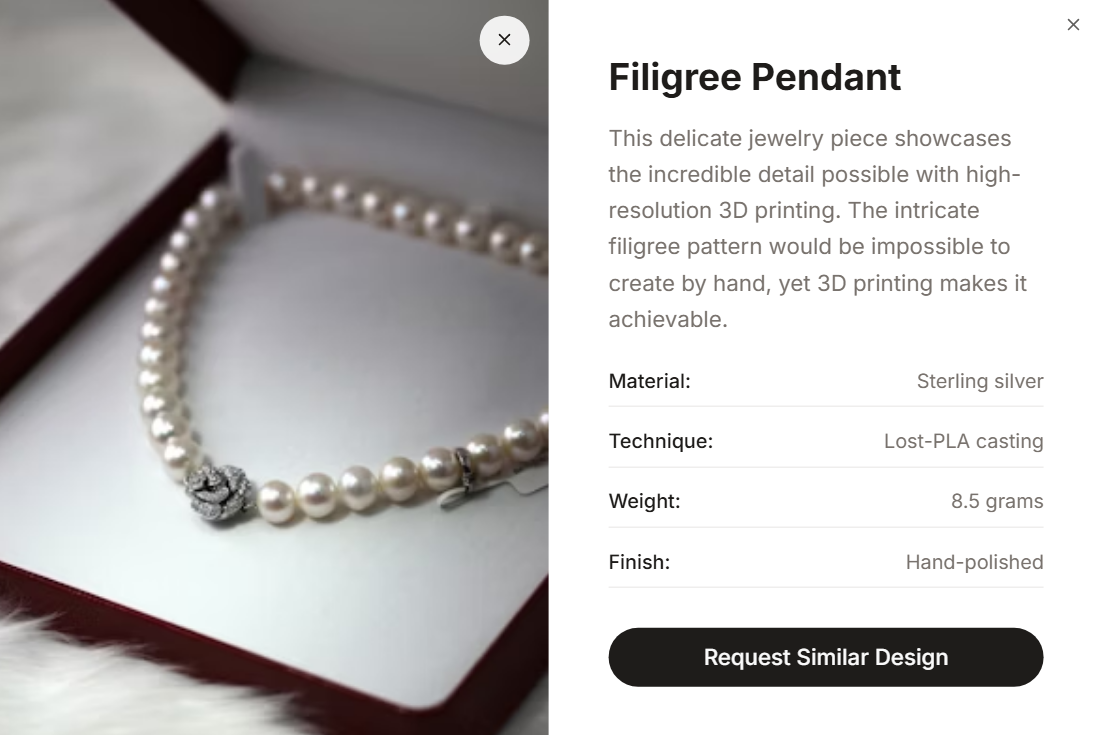 Filigree Pendant
This delicate jewelry piece showcases
the incredible detail possible with high-
resolution 3D printing. The intricate
filigree pattern would be impossible to
create by hand, yet 3D printing makes it
achievable.
Material: Sterling silver
Technique: Lost-PLA casting
Weight: 8.5 grams
Finish: Hand-polished
Request Similar Design